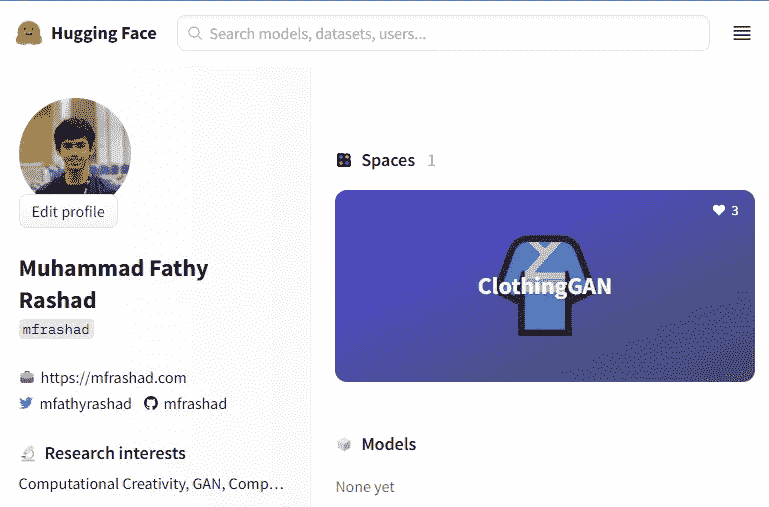 Hugging Face
Search models, datasets, users...
Edit profile
Muhammad Fathy
Rashad
mfrashad
https://mfrashad.com
mfathyrashad mfrashad
Research interests
Computational Creativity, GAN, Comp...
Spaces 1
3
ClothingGAN
Models
None yet